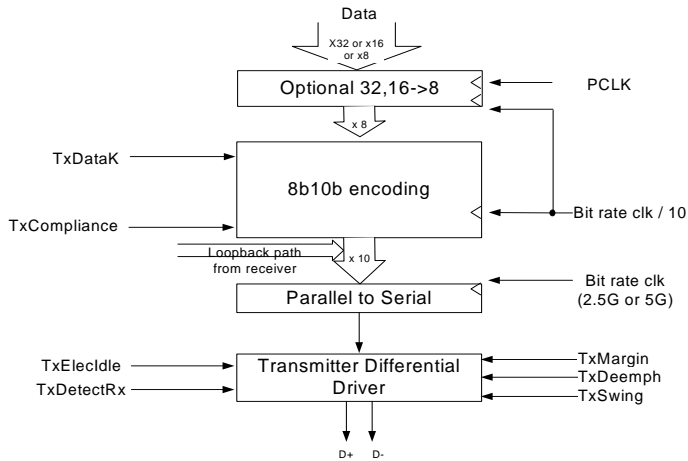 Data
X32 or x16
or x8
Optional 32,16->8
PCLK
x 8
TxDataK
8b10b encoding
TxCompliance
Bit rate clk / 10
Loopback path
from receiver
x 10
Parallel to Serial
Bit rate clk
(2.5G or 5G)
TxElecIdle
TxDetectRx
Transmitter Differential
Driver
TxMargin
TxDeemph
TxSwing
D+
D-